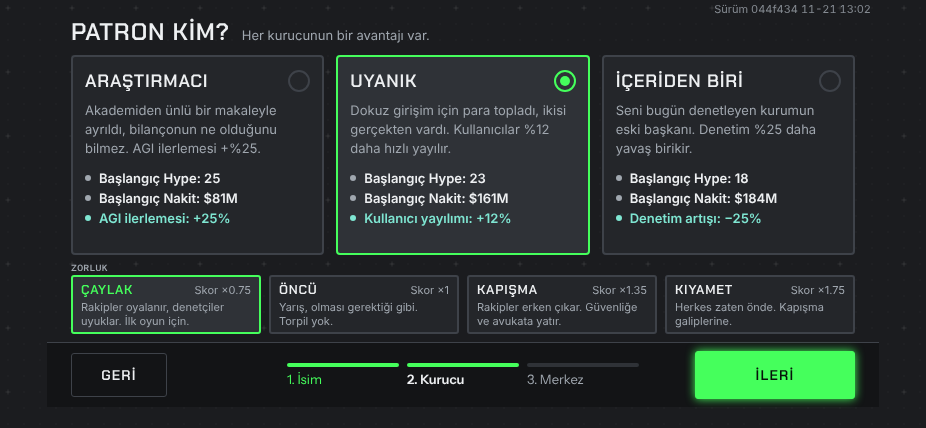 Sürüm 044f434 11-21 13:02
PATRON KİM? Her kurucunun bir avantajı var.
ARAŞTIRMACI
Akademiden ünlü bir makaleyle
ayrıldı, bilançonun ne olduğunu
bilmez. AGI ilerlemesi +%25.
Başlangıç Hype: 25
Başlangıç Nakit: $81M
AGI ilerlemesi: +25%
UYANIK
Dokuz girişim için para topladı, ikisi
gerçekten vardı. Kullanıcılar %12
daha hızlı yayılır.
Başlangıç Hype: 23
Başlangıç Nakit: $161M
Kullanıcı yayılımı: +12%
İÇERİDEN BİRİ
Seni bugün denetleyen kurumun
eski başkanı. Denetim %25 daha
yavaş birikir.
Başlangıç Hype: 18
Başlangıç Nakit: $184M
Denetim artışı: −25%
ZORLUK
ÇAYLAK Skor ×0.75
Rakipler oyalanır, denetçiler
uyuklar. İlk oyun için.
ÖNCÜ Skor ×1
Yarış, olması gerektiği gibi.
Torpil yok.
KAPIŞMA Skor ×1.35
Rakipler erken çıkar. Güvenliğe
ve avukata yatır.
KIYAMET Skor ×1.75
Herkes zaten önde. Kapışma
galiplerine.
GERİ
1. İsim
2. Kurucu
3. Merkez
İLERİ